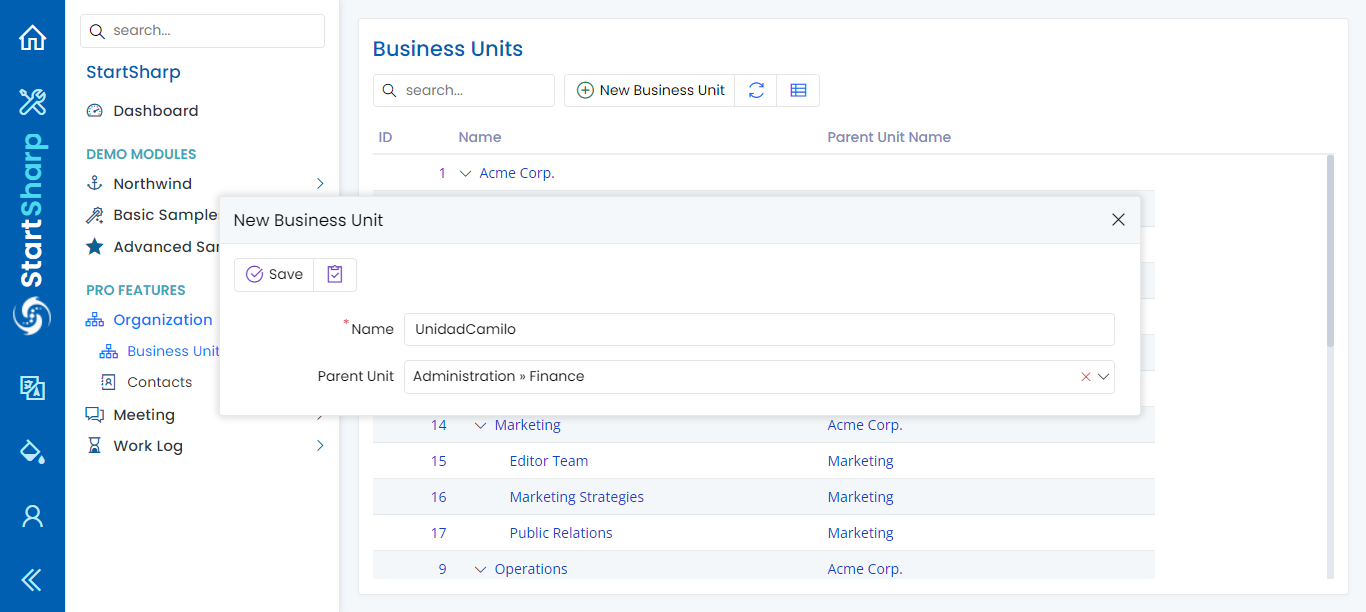 StartSharp
search...
StartSharp
Dashboard
DEMO MODULES
Northwind
Basic Sample
Advanced Sa
PRO FEATURES
Organization
Business Unit
Contacts
Meeting
Work Log
Business Units
search...
New Business Unit
ID Name Parent Unit Name
1 Acme Corp.
New Business Unit
Save
*Name UnidadCamilo
Parent Unit Administration » Finance
14 Marketing Acme Corp.
15 Editor Team Marketing
16 Marketing Strategies Marketing
17 Public Relations Marketing
9 Operations Acme Corp.